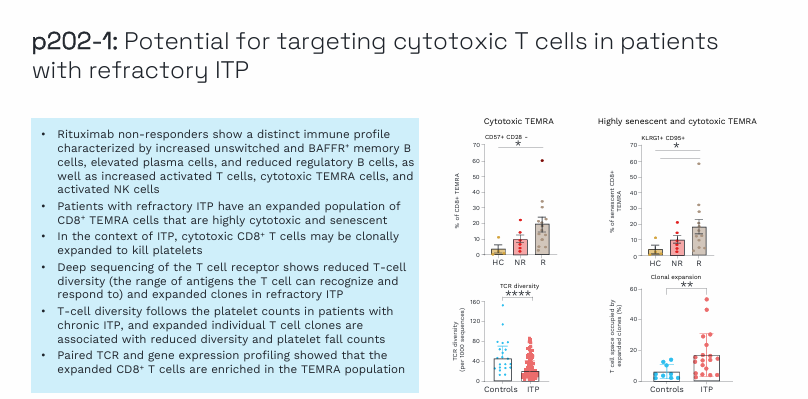 p202-1: Potential for targeting cytotoxic T cells in patients
with refractory ITP
• Rituximab non-responders show a distinct immune profile
characterized by increased unswitched and BAFFR⁺ memory B
cells, elevated plasma cells, and reduced regulatory B cells, as
well as increased activated T cells, cytotoxic TEMRA cells, and
activated NK cells
• Patients with refractory ITP have an expanded population of
CD8⁺ TEMRA cells that are highly cytotoxic and senescent
• In the context of ITP, cytotoxic CD8⁺ T cells may be clonally
expanded to kill platelets
• Deep sequencing of the T cell receptor shows reduced T-cell
diversity (the range of antigens the T cell can recognize and
respond to) and expanded clones in refractory ITP
• T-cell diversity follows the platelet counts in patients with
chronic ITP, and expanded individual T cell clones are
associated with reduced diversity and platelet fall counts
• Paired TCR and gene expression profiling showed that the
expanded CD8⁺ T cells are enriched in the TEMRA population
Cytotoxic TEMRA
CD57+ CD28 -
*
% of CD8+ TEMRA
70
60
50
40
30
20
10
0
HC NR R
Highly senescent and cytotoxic TEMRA
KLRG1+ CD95+
*
% of senescent CD8+
TEMRA
70
60
50
40
30
20
10
0
HC NR R
TCR diversity
****
TCR diversity
(per 1000 sequences)
160
120
80
40
0
Controls ITP
Clonal expansion
**
T cell space occupied by
expanded clones (%)
60
40
20
0
Controls ITP